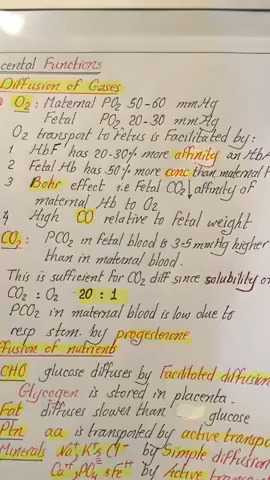 cental Functions
Diffusion of Gases
O2 : Maternal PO2 50-60 mmHg
Fetal PO2 20-30 mmHg
O2 transport to fetus is facilitated by:
1 HbF has 20-30% more affinity an HbA
2 Fetal Hb has 50% more conc than maternal H
3 Bohr effect i.e Fetal CO2 ↓ affinity of
maternal Hb to O2
4 High CO relative to fetal weight
CO2 : PCO2 in fetal blood is 3-5 mmHg higher
than in maternal blood.
This is sufficient for CO2 diff since solubility o
CO2 : O2 20 : 1
PCO2 in maternal blood is low due to
resp stem. by progesterone
ffusion of nutrients
CHO glucose diffuses by Facilitated diffusion
Glycogen is stored in placenta.
Fat diffuses slower than glucose
Ptn aa is transported by active transpo
Minerals Na+, K+ & Cl- by Simple diffusion
Ca++, PO4 & Fe++ by Active transpo